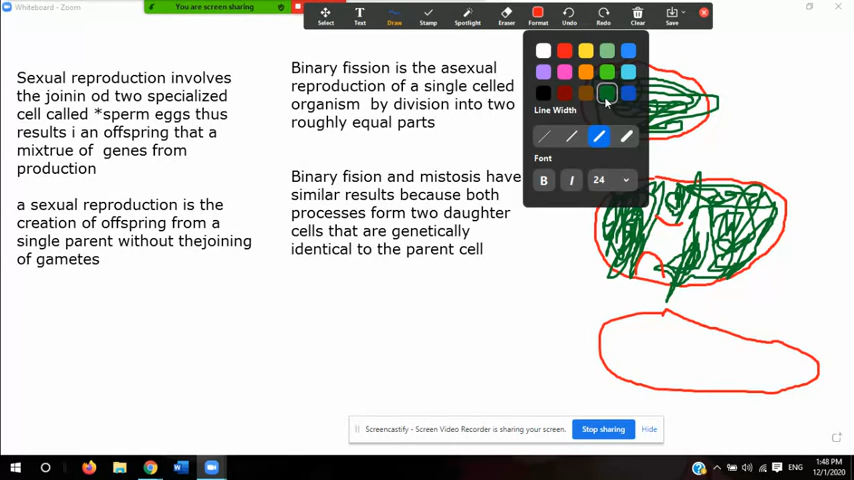 Whiteboard - Zoom
You are screen sharing
Select
Text
Draw
Stamp
Spotlight
Eraser
Format
Undo
Redo
Clear
Save
Line Width
Font
B
I
24
Sexual reproduction involves
the joinin od two specialized
cell called *sperm eggs thus
results i an offspring that a
mixtrue of genes from
production
a sexual reproduction is the
creation of offspring from a
single parent without thejoining
of gametes
Binary fission is the asexual
reproduction of a single celled
organism by division into two
roughly equal parts
Binary fision and mistosis have
similar results because both
processes form two daughter
cells that are genetically
identical to the parent cell
Screencastify - Screen Video Recorder is sharing your screen.
Stop sharing
Hide
ENG
1:48 PM
12/1/2020